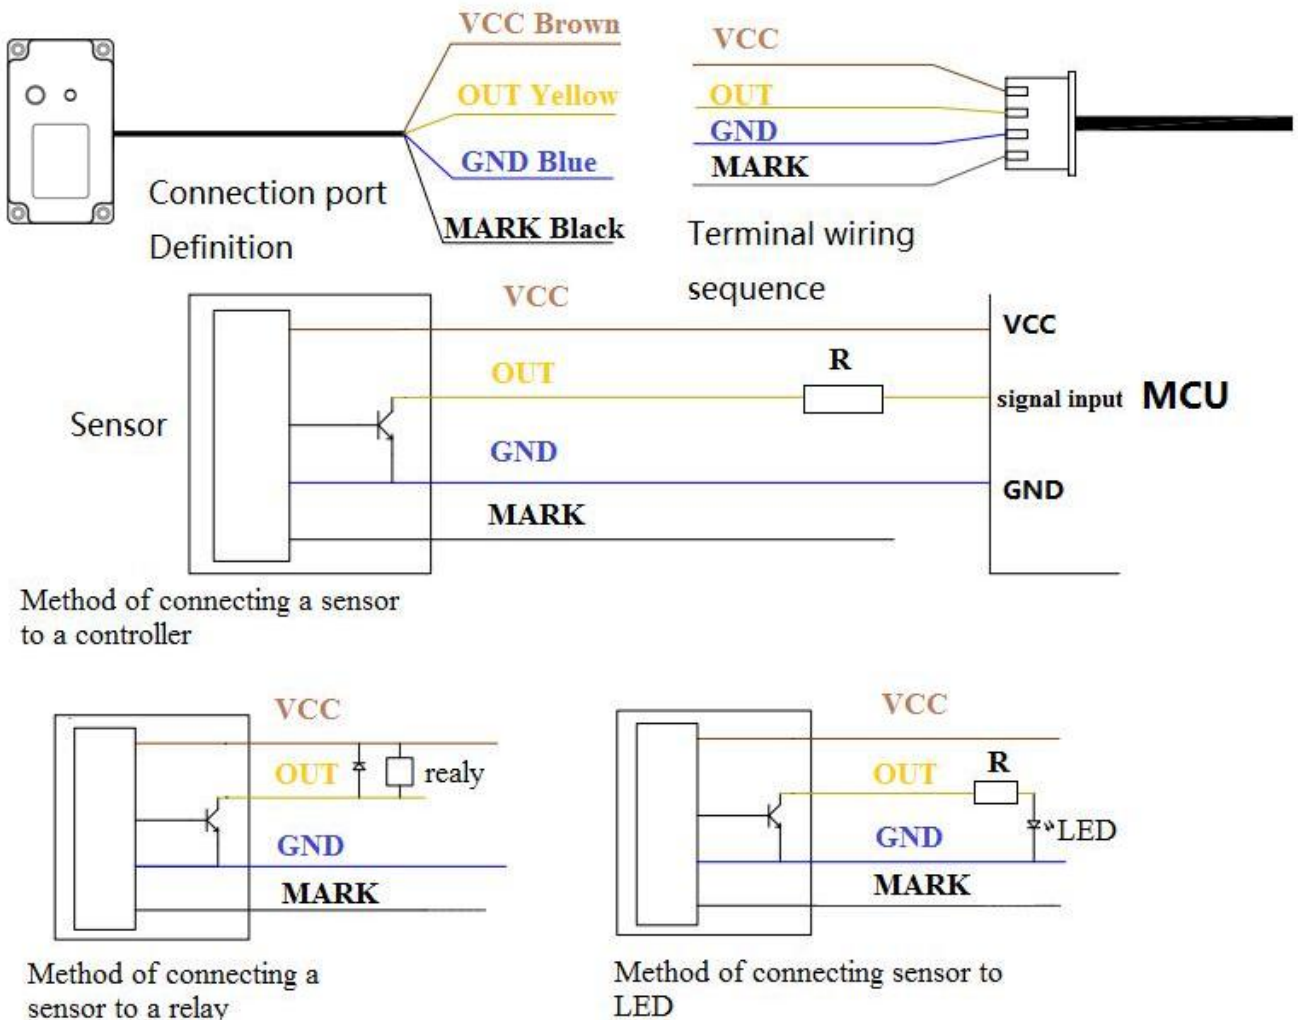 VCC Brown
OUT Yellow
GND Blue
MARK Black
Connection port
Definition
VCC
OUT
GND
MARK
Terminal wiring
sequence
Sensor
VCC
OUT
R
GND
MARK
VCC
signal input MCU
GND
Method of connecting a sensor
to a controller
VCC
OUT
realy
GND
MARK
Method of connecting a
sensor to a relay
VCC
OUT
R
LED
GND
MARK
Method of connecting sensor to
LED